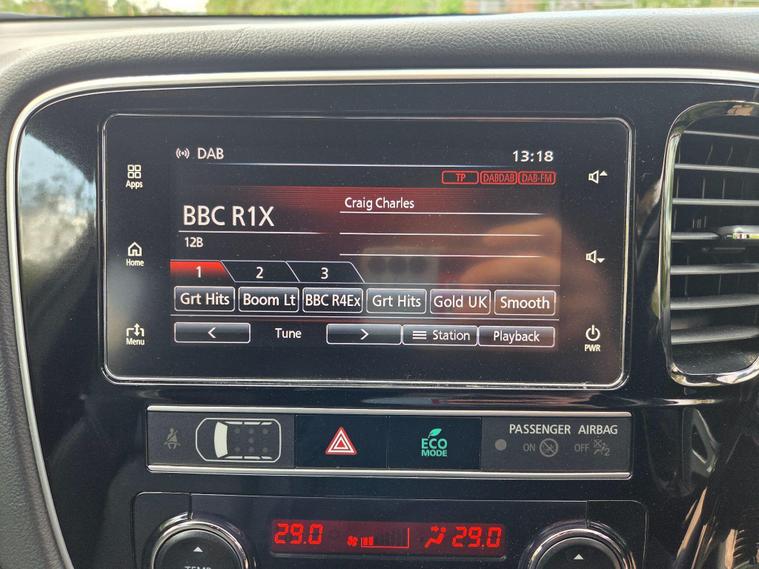 DAB 13:18
TP DABDAB DAB-FM
Apps
BBC R1X Craig Charles
12B
Home
1 2 3
Grt Hits Boom Lt BBC R4Ex Grt Hits Gold UK Smooth
Menu < Tune > Station Playback PWR
PASSENGER AIRBAG
ECO MODE ON OFF 2
29.0 29.0
TEMP